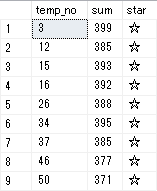 temp_no sum star
1 3 399 ☆
2 12 385 ☆
3 15 393 ☆
4 16 392 ☆
5 26 388 ☆
6 34 395 ☆
7 37 385 ☆
8 46 377 ☆
9 50 371 ☆